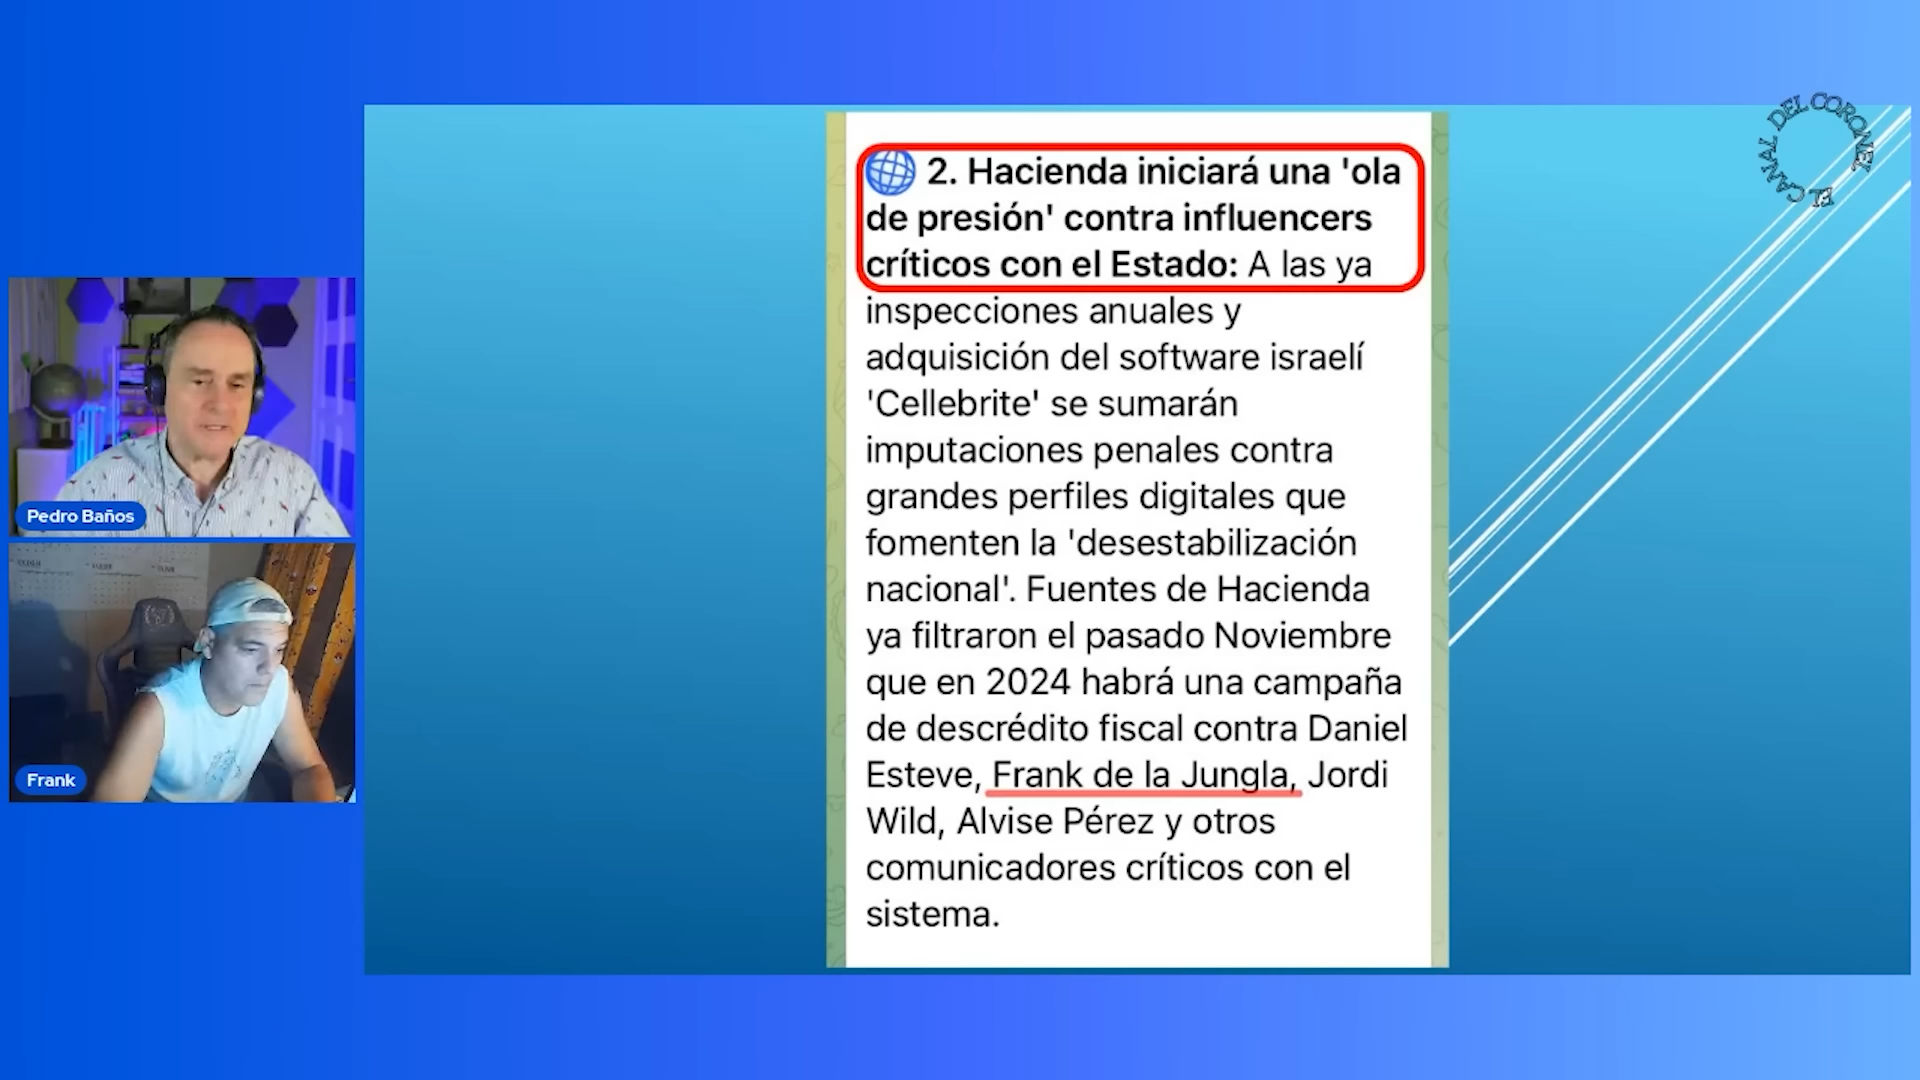 2. Hacienda iniciará una 'ola
de presión' contra influencers
críticos con el Estado: A las ya
inspecciones anuales y
adquisición del software israelí
'Cellebrite' se sumarán
imputaciones penales contra
grandes perfiles digitales que
fomenten la 'desestabilización
nacional'. Fuentes de Hacienda
ya filtraron el pasado Noviembre
que en 2024 habrá una campaña
de descrédito fiscal contra Daniel
Esteve, Frank de la Jungla, Jordi
Wild, Alvise Pérez y otros
comunicadores críticos con el
sistema.
EL CANAL DEL CORONEL
Pedro Baños
Frank